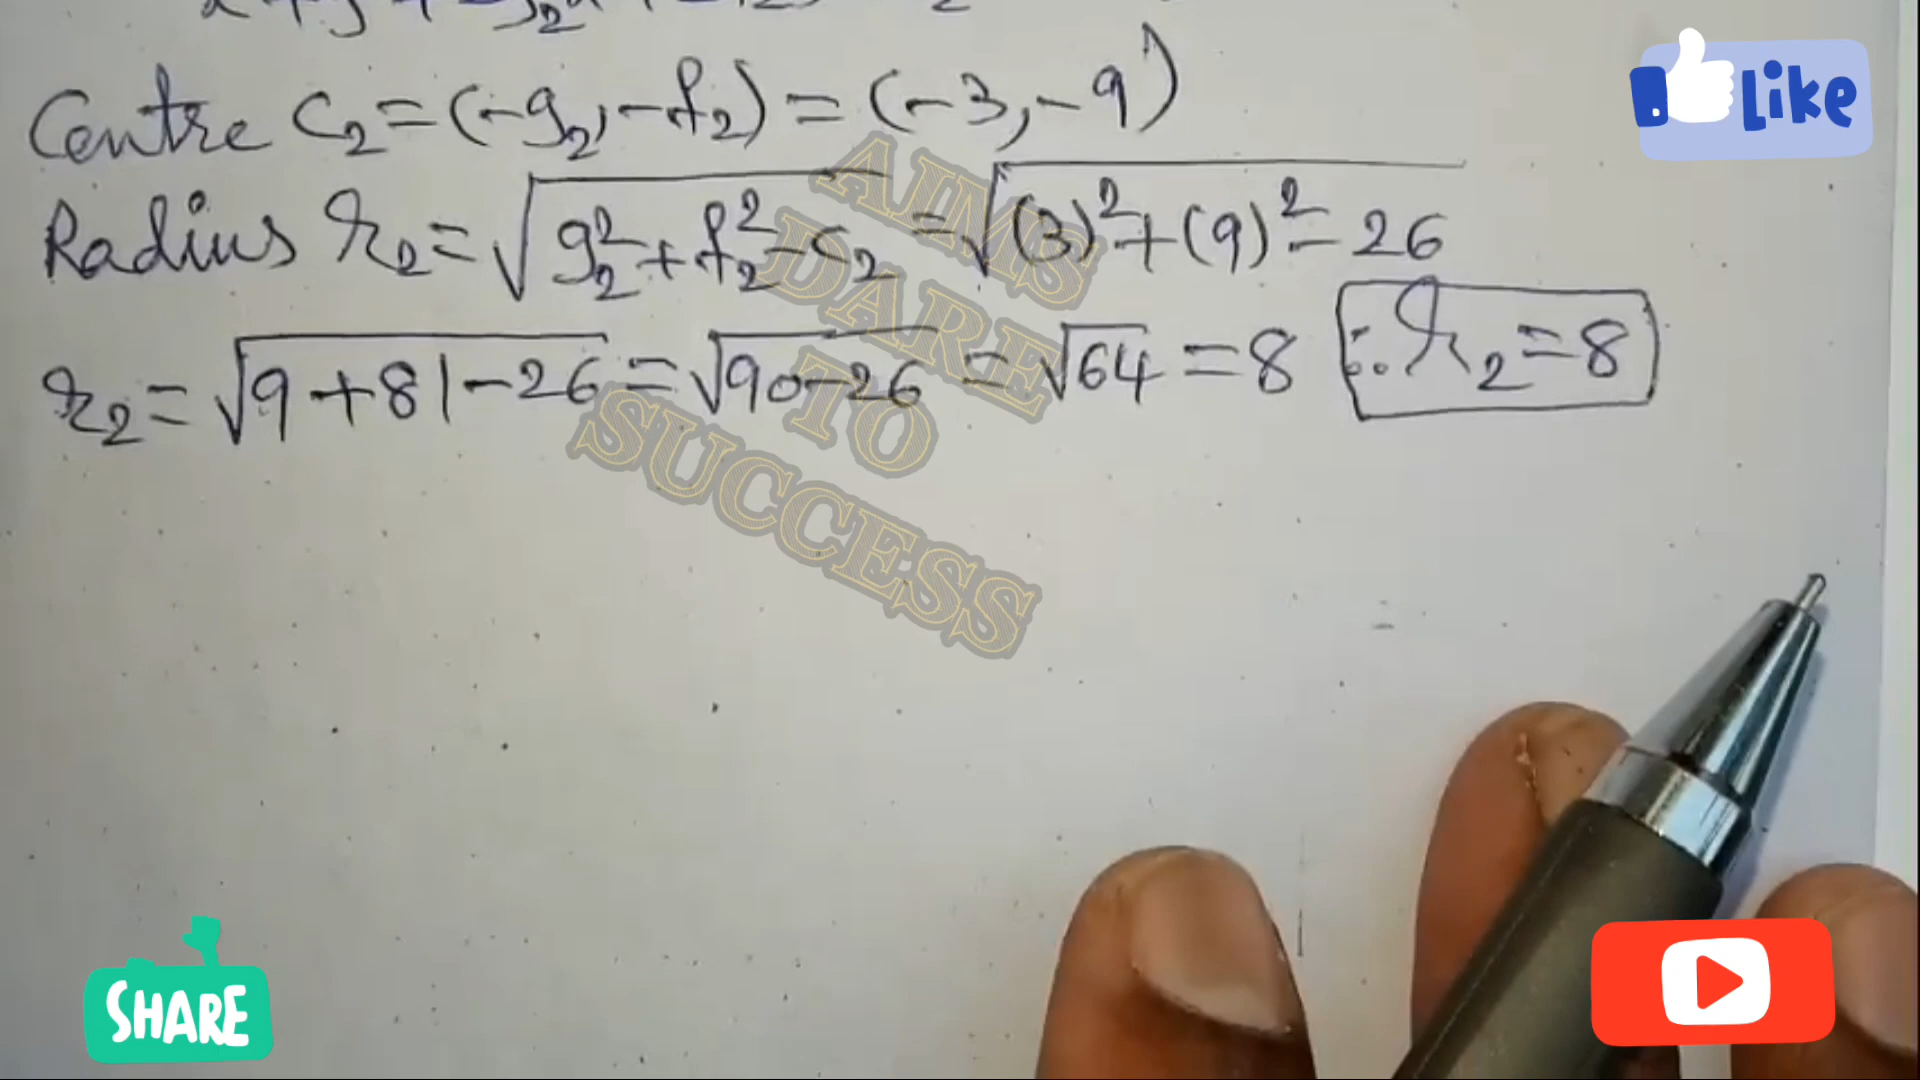 Centre C₂ = (-g₂, -f₂) = (-3, -9)
Radius r₂ = √(g₂² + f₂² - c₂) = √((3)² + (9)² - 26)
r₂ = √(9 + 81 - 26) = √(90 - 26) = √64 = 8 ∴ r₂ = 8
Like
AIMS
DARE
TO
SUCCESS
SHARE